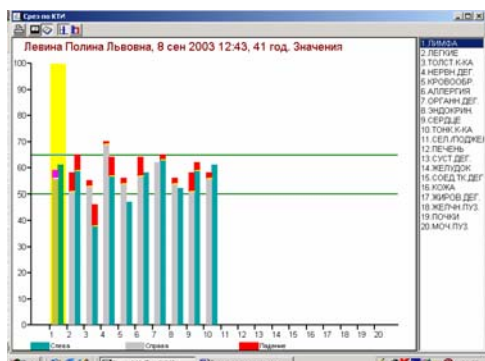 Срез по КТИ
Левина Полина Львовна, 8 сен 2003 12:43, 41 год. Значения
100
90
80
70
60
50
40
30
20
10
0
1 2 3 4 5 6 7 8 9 10 11 12 13 14 15 16 17 18 19 20
Слева Справа Падение
1.ЛИМФА
2.ЛЕГКИЕ
3.ТОЛСТ.К-КА
4.НЕРВН.ДЕГ.
5.КРОВООБР.
6.АЛЛЕРГИЯ
7.ОРГАНН.ДЕГ.
8.ЭНДОКРИН.
9.СЕРДЦЕ
10.ТОНК.К-КА
11.СЕЛ./ПОДЖЕЛ
12.ПЕЧЕНЬ
13.СУСТ.ДЕГ.
14.ЖЕЛУДОК
15.СОЕД.ТК.ДЕГ
16.КОЖА
17.ЖИРОВ.ДЕГ.
18.ЖЕЛЧН.ПУЗ.
19.ПОЧКИ
20.МОЧ.ПУЗ.